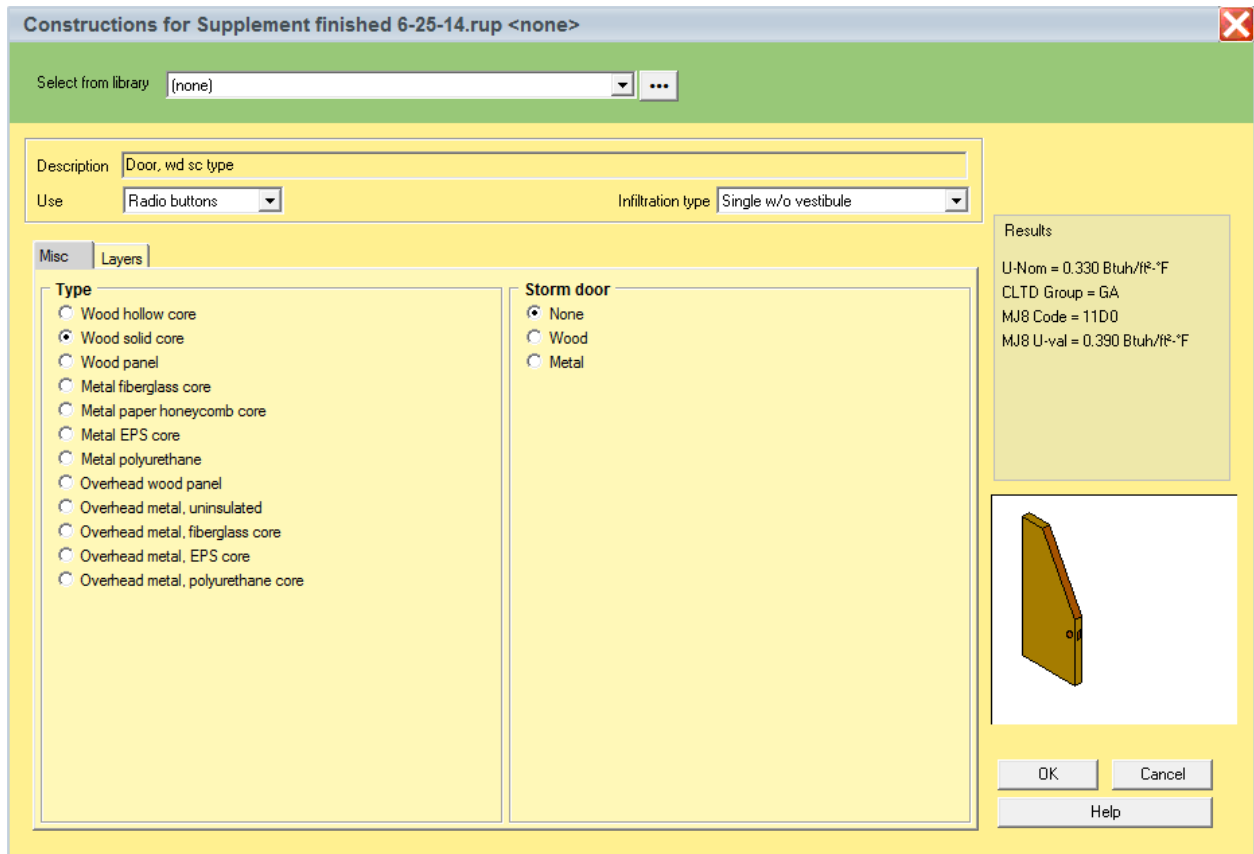 Constructions for Supplement finished 6-25-14.rup <none>
Select from library (none) ...
Description Door, wd sc type
Use Radio buttons Infiltration type Single w/o vestibule
Misc Layers
Type
Wood hollow core
Wood solid core
Wood panel
Metal fiberglass core
Metal paper honeycomb core
Metal EPS core
Metal polyurethane
Overhead wood panel
Overhead metal, uninsulated
Overhead metal, fiberglass core
Overhead metal, EPS core
Overhead metal, polyurethane core
Storm door
None
Wood
Metal
Results
U-Nom = 0.330 Btuh/ft²-°F
CLTD Group = GA
MJ8 Code = 11D0
MJ8 U-val = 0.390 Btuh/ft²-°F
OK Cancel
Help